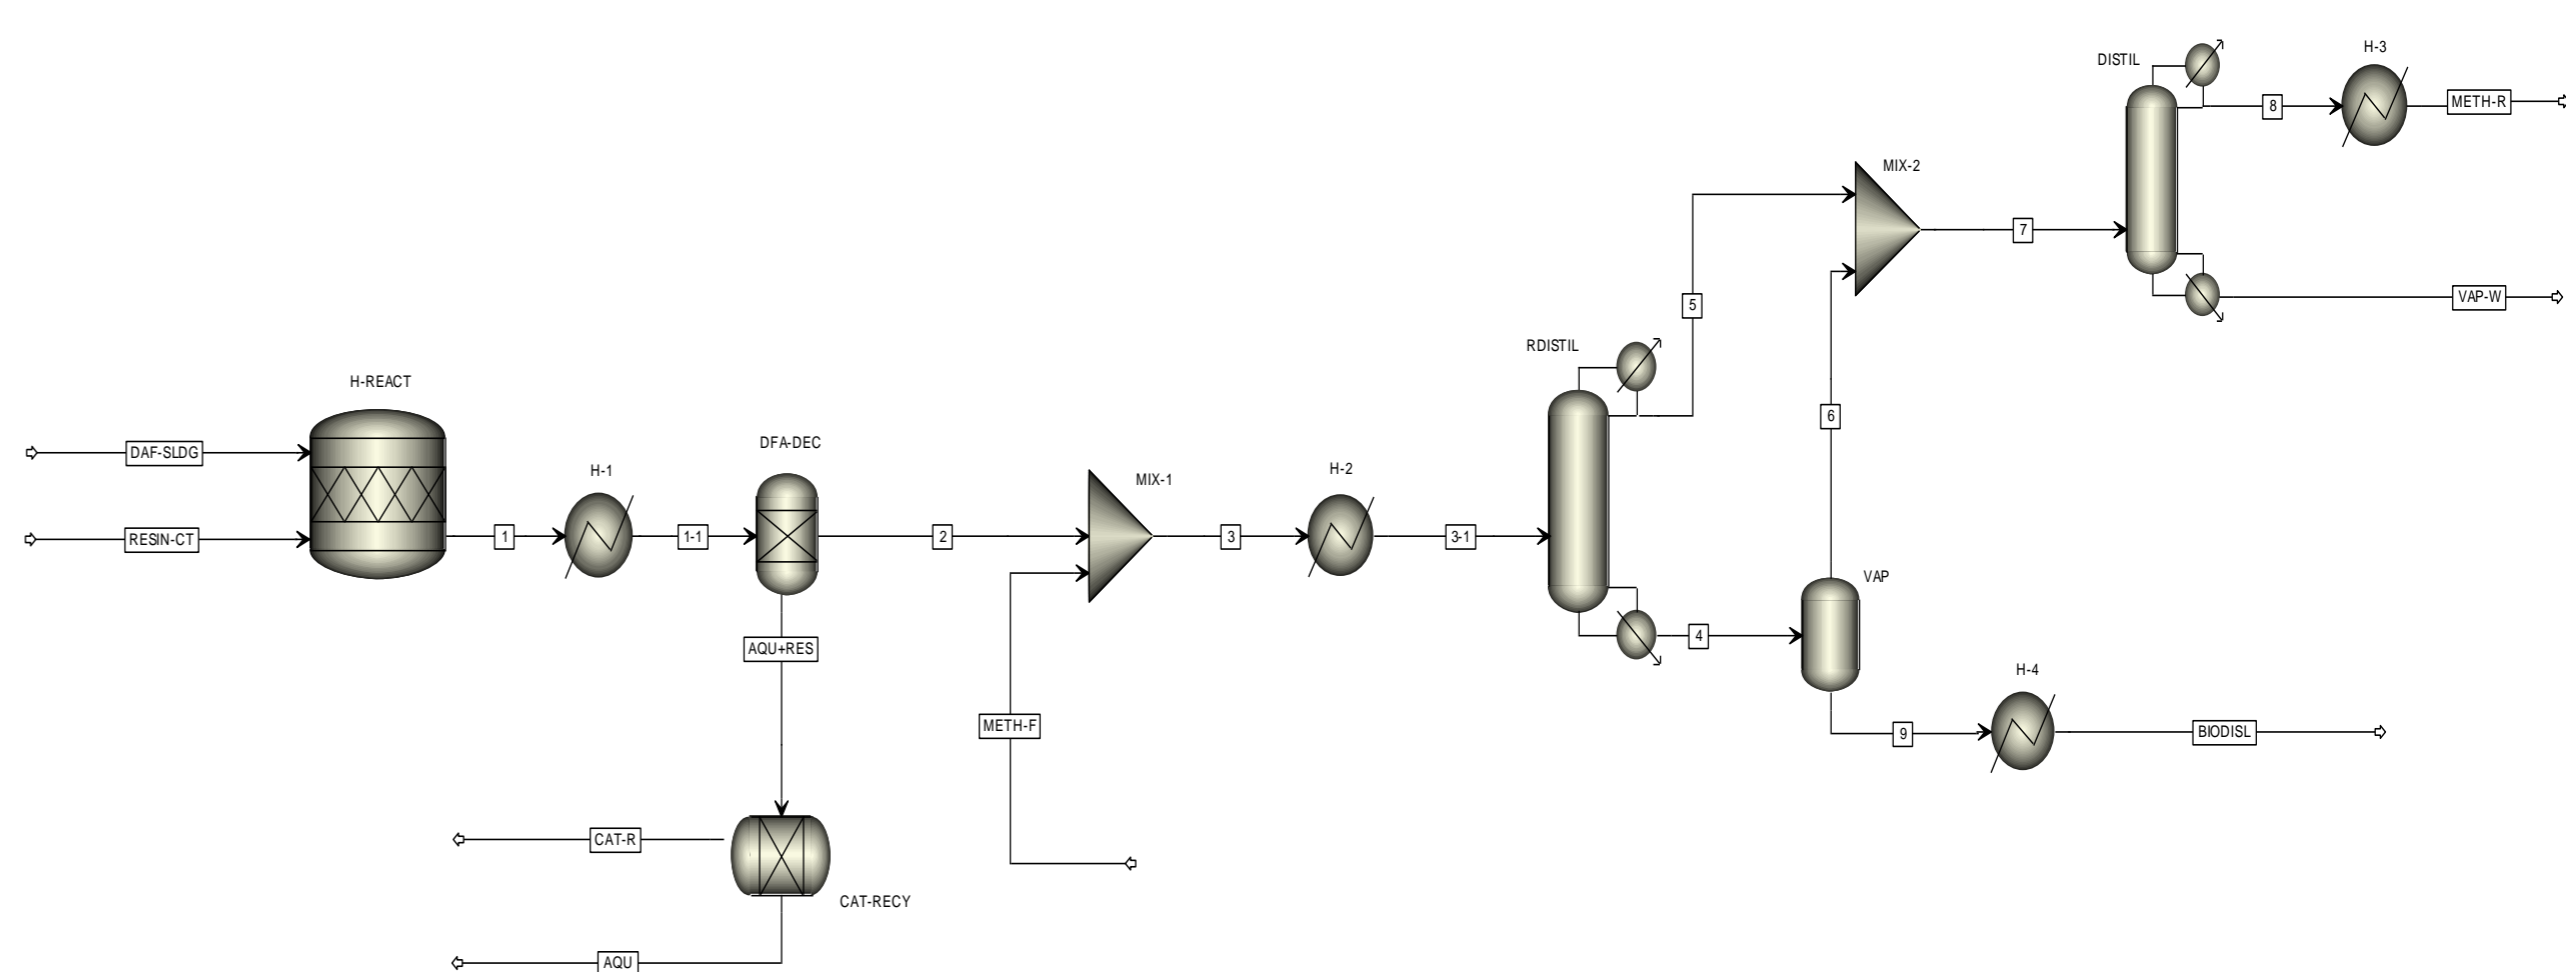 H-3
DISTIL
8
METH-R
MIX-2
7
5
VAP-W
RDISTIL
H-REACT
6
DFA-DEC
DAF-SLDG
H-1
H-2
MIX-1
RESIN-CT
1
1-1
2
3
3-1
VAP
4
AQU+RES
H-4
METH-F
9
BIODISL
CAT-R
CAT-RECY
AQU